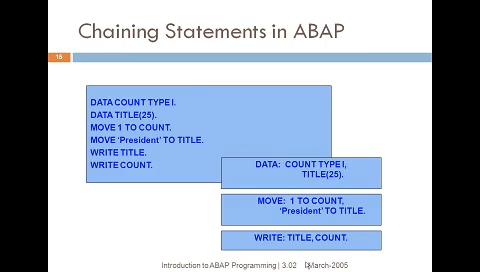 Chaining Statements in ABAP
15
DATA COUNT TYPE I.
DATA TITLE(25).
MOVE 1 TO COUNT.
MOVE ‘President’ TO TITLE.
WRITE TITLE.
WRITE COUNT.
DATA: COUNT TYPE I,
TITLE(25).
MOVE: 1 TO COUNT,
‘President’ TO TITLE.
WRITE: TITLE, COUNT.
Introduction to ABAP Programming | 3.02 March-2005